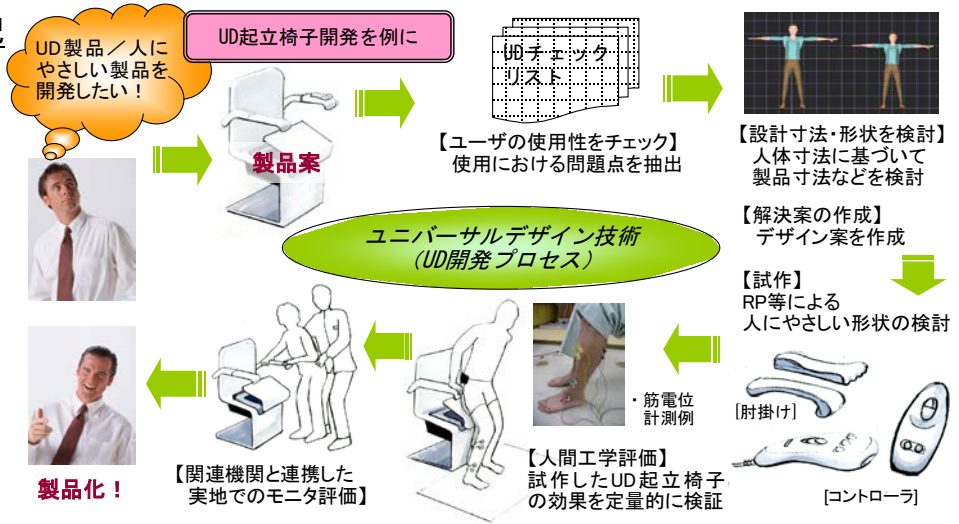 UD製品／人に
やさしい製品を
開発したい！
UD起立椅子開発を例に
製品案
UDチェック
リスト
【ユーザの使用性をチェック】
使用における問題点を抽出
【設計寸法・形状を検討】
人体寸法に基づいて
製品寸法などを検討
【解決案の作成】
デザイン案を作成
【試作】
RP等による
人にやさしい形状の検討
ユニバーサルデザイン技術
（UD開発プロセス）
[肘掛け]
[コントローラ]
・筋電位
計測例
【人間工学評価】
試作したUD起立椅子
の効果を定量的に検証
【関連機関と連携した
実地でのモニタ評価】
製品化！